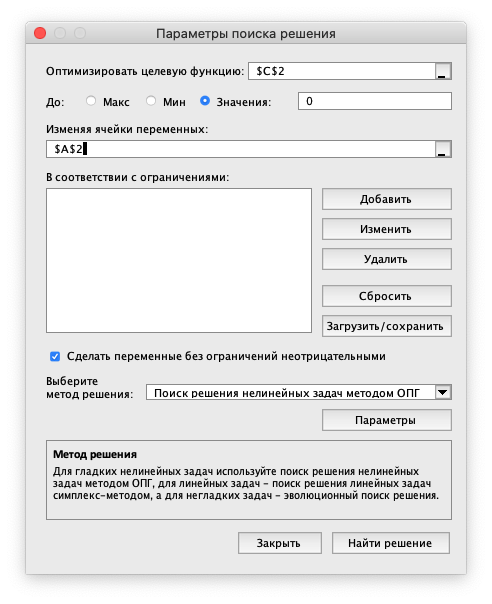 Параметры поиска решения
Оптимизировать целевую функцию: $C$2
До: Макс Мин Значения: 0
Изменяя ячейки переменных:
$A$2
В соответствии с ограничениями:
Добавить
Изменить
Удалить
Сбросить
Загрузить/сохранить
Сделать переменные без ограничений неотрицательными
Выберите
метод решения: Поиск решения нелинейных задач методом ОПГ
Параметры
Метод решения
Для гладких нелинейных задач используйте поиск решения нелинейных
задач методом ОПГ, для линейных задач - поиск решения линейных задач
симплекс-методом, а для негладких задач - эволюционный поиск решения.
Закрыть Найти решение